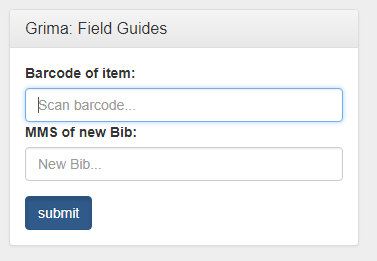 Grima: Field Guides
Barcode of item:
Scan barcode...
MMS of new Bib:
New Bib...
submit